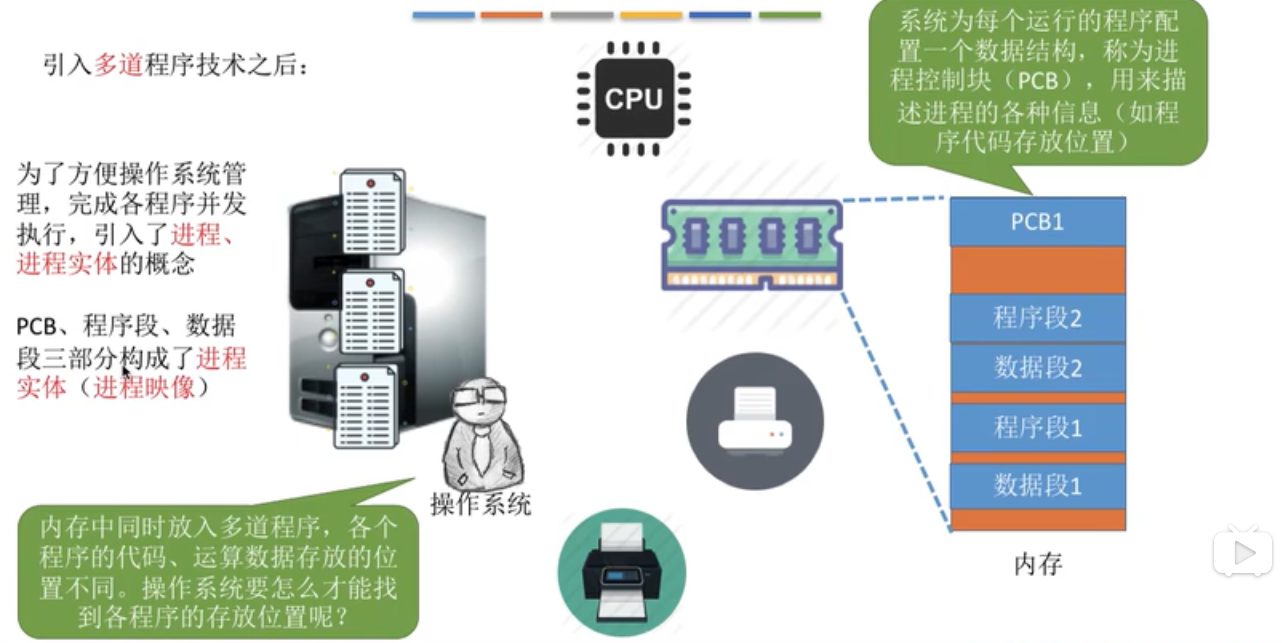 引入多道程序技术之后：
CPU
系统为每个运行的程序配
置一个数据结构，称为进
程控制块（PCB），用来描
述进程的各种信息（如程
序代码存放位置）
为了方便操作系统管
理，完成各程序并发
执行，引入了进程、
进程实体的概念
PCB、程序段、数据
段三部分构成了进程
实体（进程映像）
PCB1
程序段2
数据段2
程序段1
数据段1
内存
操作系统
内存中同时放入多道程序，各个
程序的代码、运算数据存放的位
置不同。操作系统要怎么才能找
到各程序的存放位置呢？